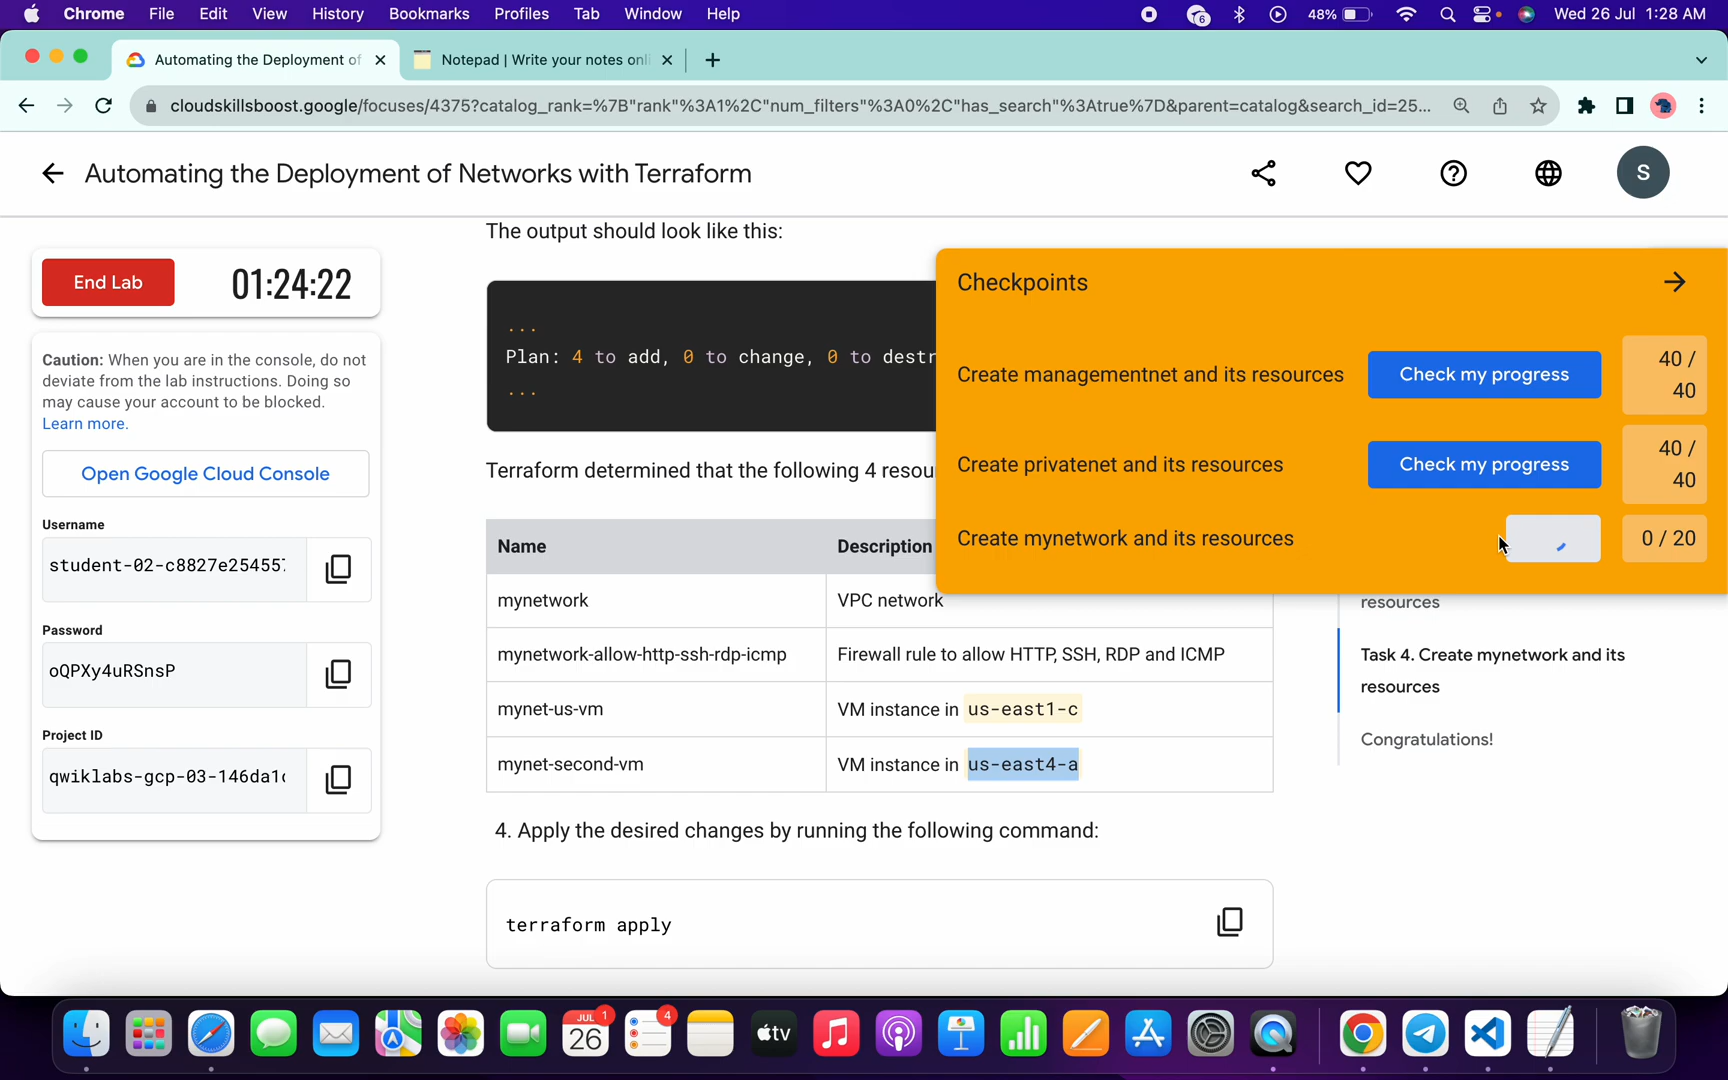 Chrome File Edit View History Bookmarks Profiles Tab Window Help 6 48% Wed 26 Jul 1:28 AM
Automating the Deployment of
Notepad | Write your notes onli
cloudskillsboost.google/focuses/4375?catalog_rank=%7B"rank"%3A1%2C"num_filters"%3A0%2C"has_search"%3Atrue%7D&parent=catalog&search_id=25...
Automating the Deployment of Networks with Terraform
S
End Lab
01:24:22
Caution: When you are in the console, do not
deviate from the lab instructions. Doing so
may cause your account to be blocked.
Learn more.
Open Google Cloud Console
Username
student-02-c8827e25455
Password
oQPXy4uRSnsP
Project ID
qwiklabs-gcp-03-146da1
The output should look like this:
...
Plan: 4 to add, 0 to change, 0 to destr
...
Terraform determined that the following 4 resou
Name Description
mynetwork VPC network
mynetwork-allow-http-ssh-rdp-icmp Firewall rule to allow HTTP, SSH, RDP and ICMP
mynet-us-vm VM instance in us-east1-c
mynet-second-vm VM instance in us-east4-a
4. Apply the desired changes by running the following command:
terraform apply
Checkpoints
Create managementnet and its resources Check my progress 40 /
40
Create privatenet and its resources Check my progress 40 /
40
Create mynetwork and its resources 0 / 20
resources
Task 4. Create mynetwork and its
resources
Congratulations!
JUL
26
1
4
tv